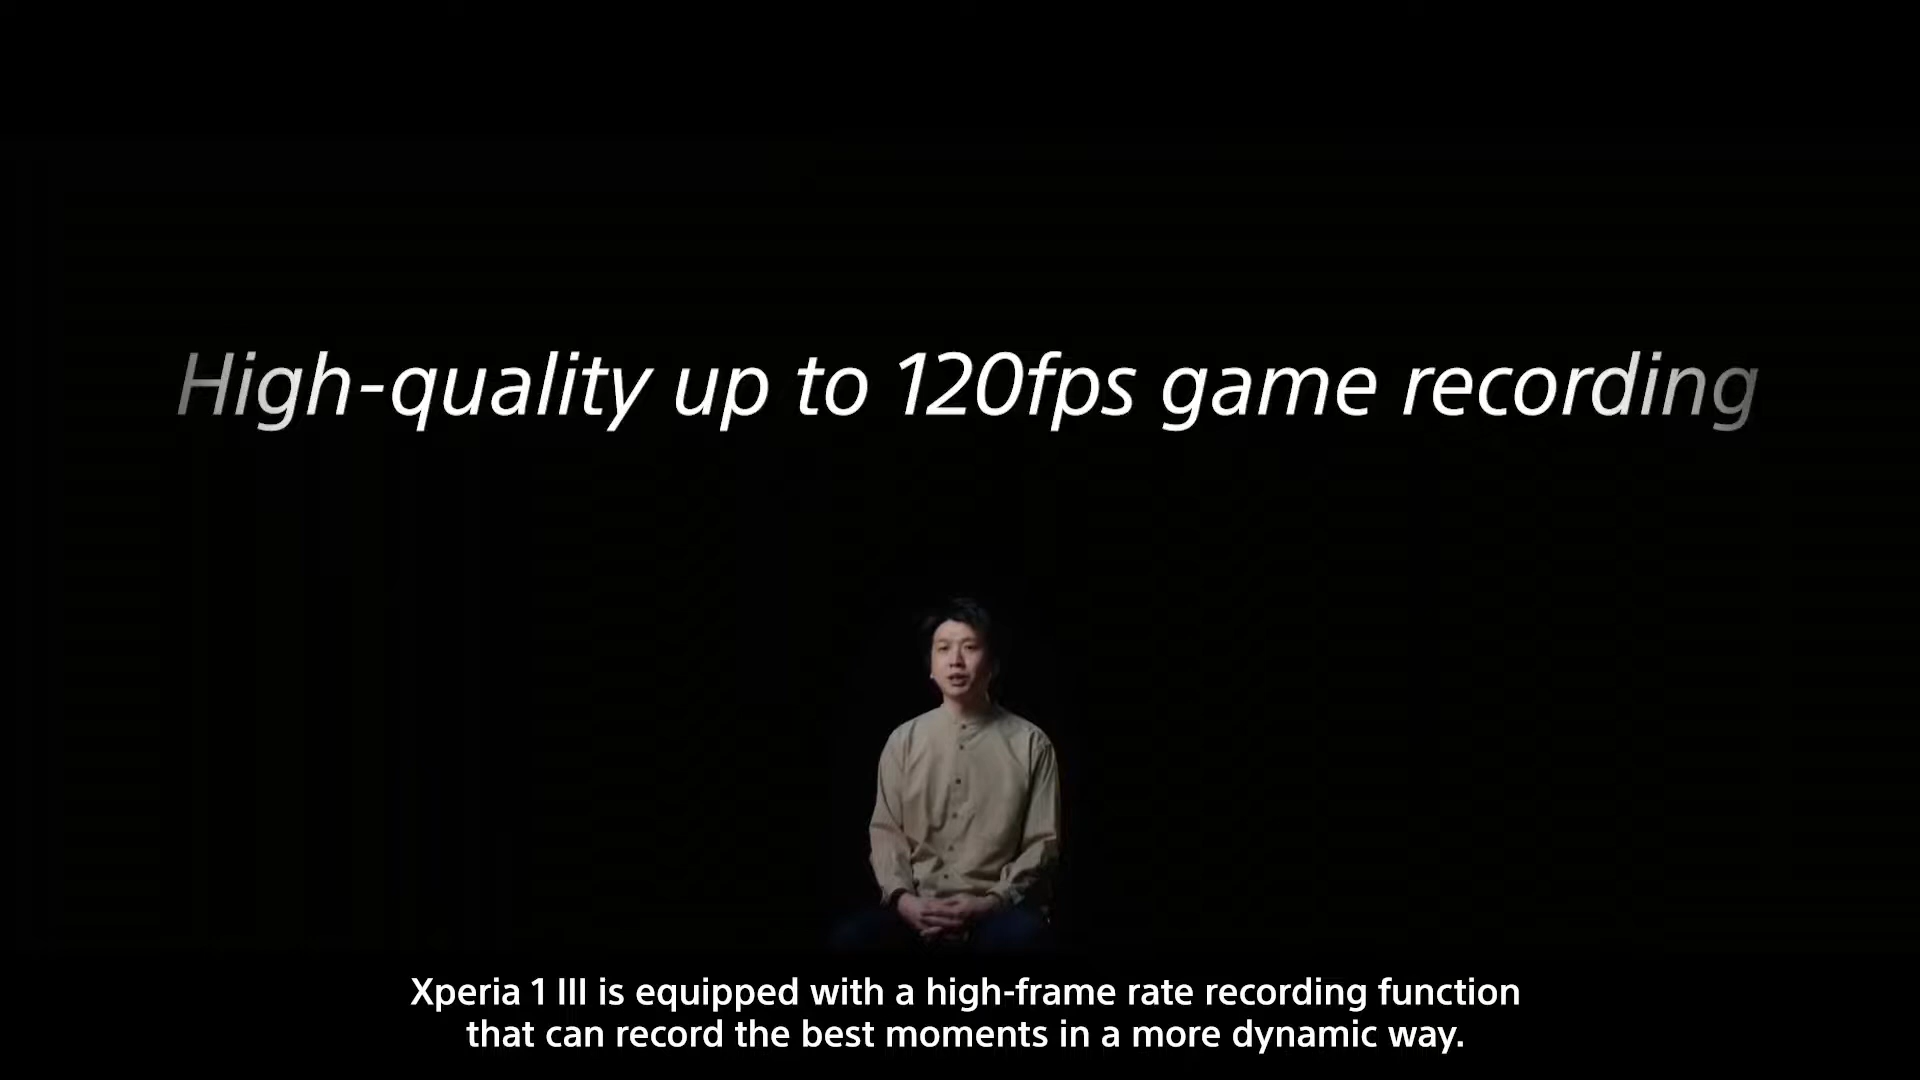 High-quality up to 120fps game recording
Xperia 1 III is equipped with a high-frame rate recording function
that can record the best moments in a more dynamic way.